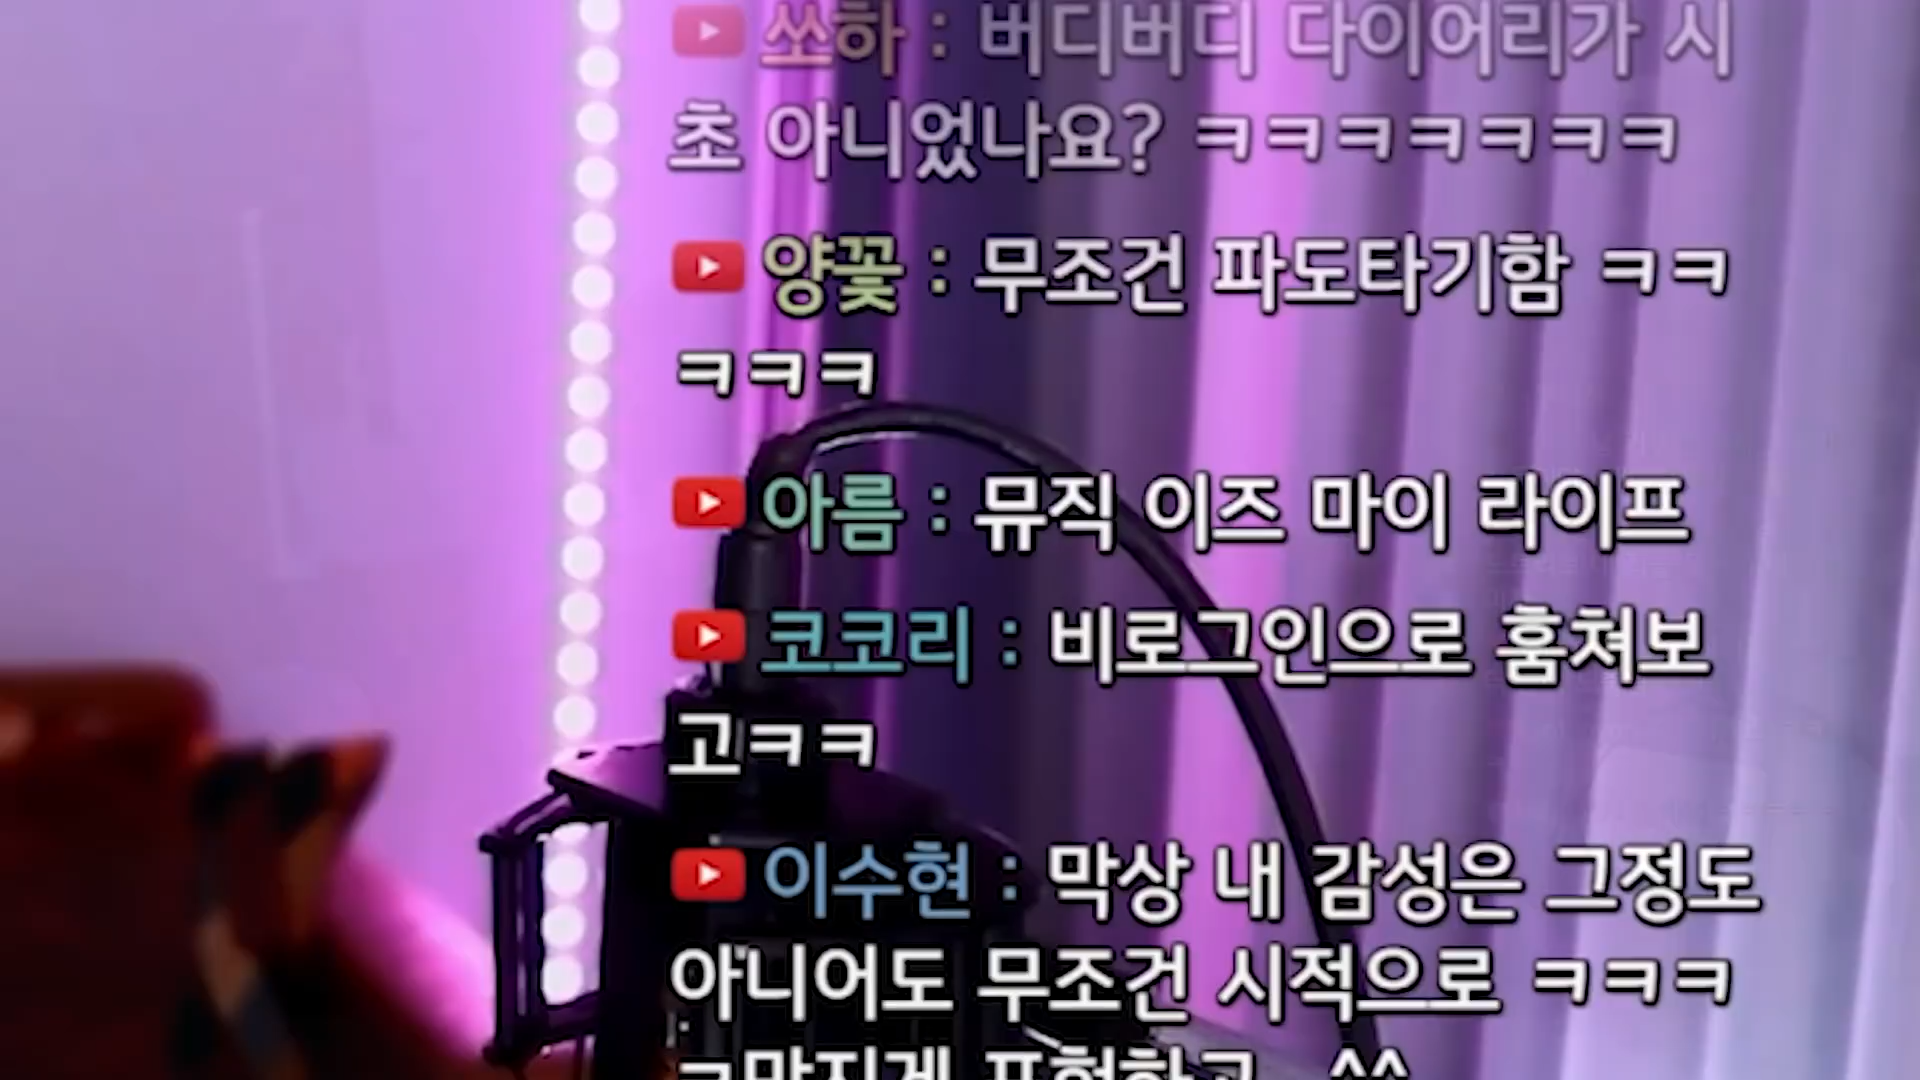 쏘하 : 버디버디 다이어리가 시
초 아니었나요? ㅋㅋㅋㅋㅋㅋㅋ
양꽃 : 무조건 파도타기함 ㅋㅋ
ㅋㅋㅋ
아름 : 뮤직 이즈 마이 라이프
코코리 : 비로그인으로 훔쳐보
고ㅋㅋ
이수현 : 막상 내 감성은 그정도
아니어도 무조건 시적으로 ㅋㅋㅋ
표현하고.. ^^